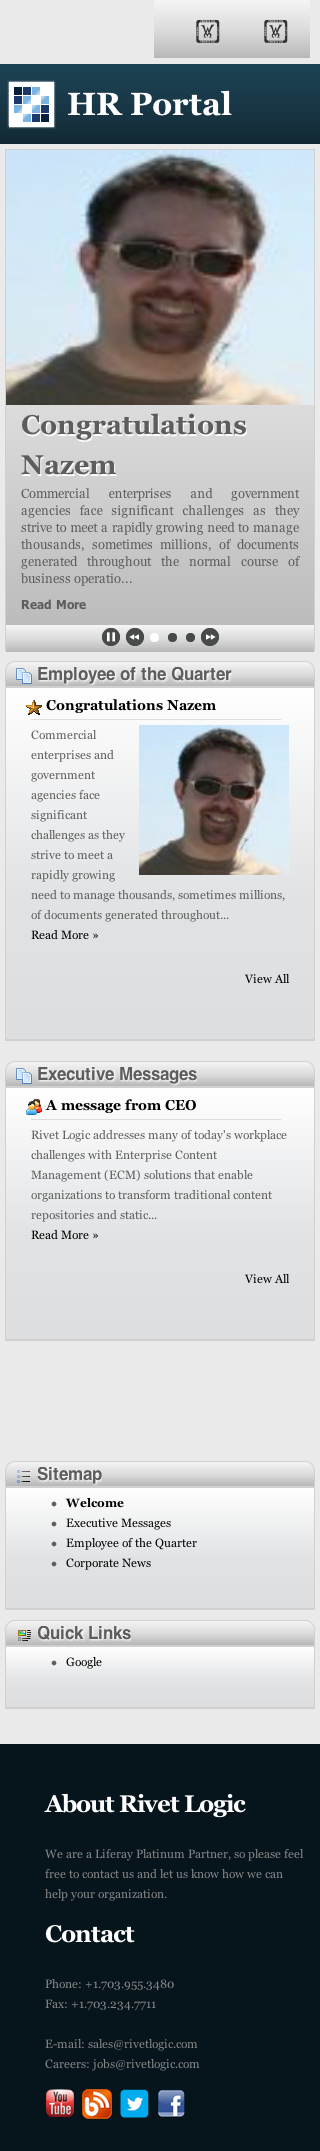 HR Portal
Congratulations
Nazem
Commercial enterprises and government
agencies face significant challenges as they
strive to meet a rapidly growing need to manage
thousands, sometimes millions, of documents
generated throughout the normal course of
business operatio...
Read More
Employee of the Quarter
Congratulations Nazem
Commercial
enterprises and
government
agencies face
significant
challenges as they
strive to meet a
rapidly growing
need to manage thousands, sometimes millions,
of documents generated throughout...
Read More »
View All
Executive Messages
A message from CEO
Rivet Logic addresses many of today's workplace
challenges with Enterprise Content
Management (ECM) solutions that enable
organizations to transform traditional content
repositories and static...
Read More »
View All
Sitemap
Welcome
Executive Messages
Employee of the Quarter
Corporate News
Quick Links
Google
About Rivet Logic
We are a Liferay Platinum Partner, so please feel
free to contact us and let us know how we can
help your organization.
Contact
Phone: +1.703.955.3480
Fax: +1.703.234.7711
E-mail: sales@rivetlogic.com
Careers: jobs@rivetlogic.com
You Tube